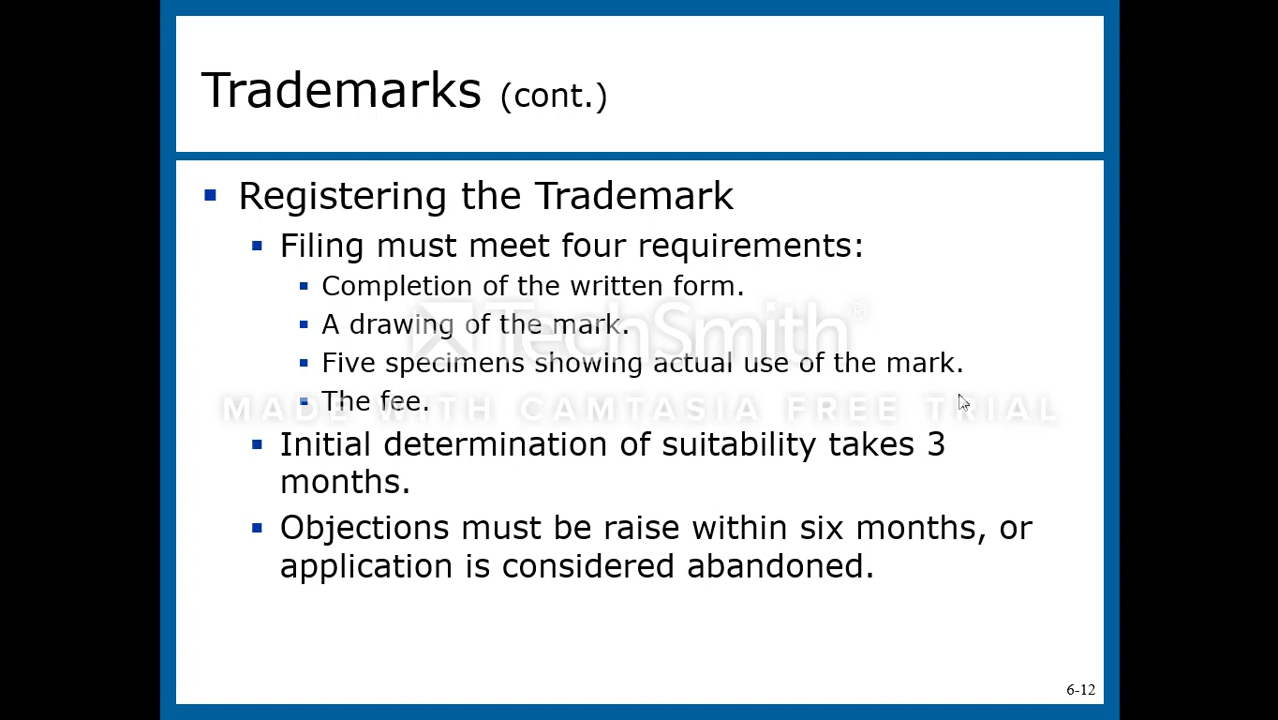 Trademarks (cont.)
Registering the Trademark
Filing must meet four requirements:
Completion of the written form.
TechSmith®
A drawing of the mark.
Five specimens showing actual use of the mark.
The fee.
MADE WITH CAMTASIA FREE TRIAL
Initial determination of suitability takes 3
months.
Objections must be raise within six months, or
application is considered abandoned.
6-12